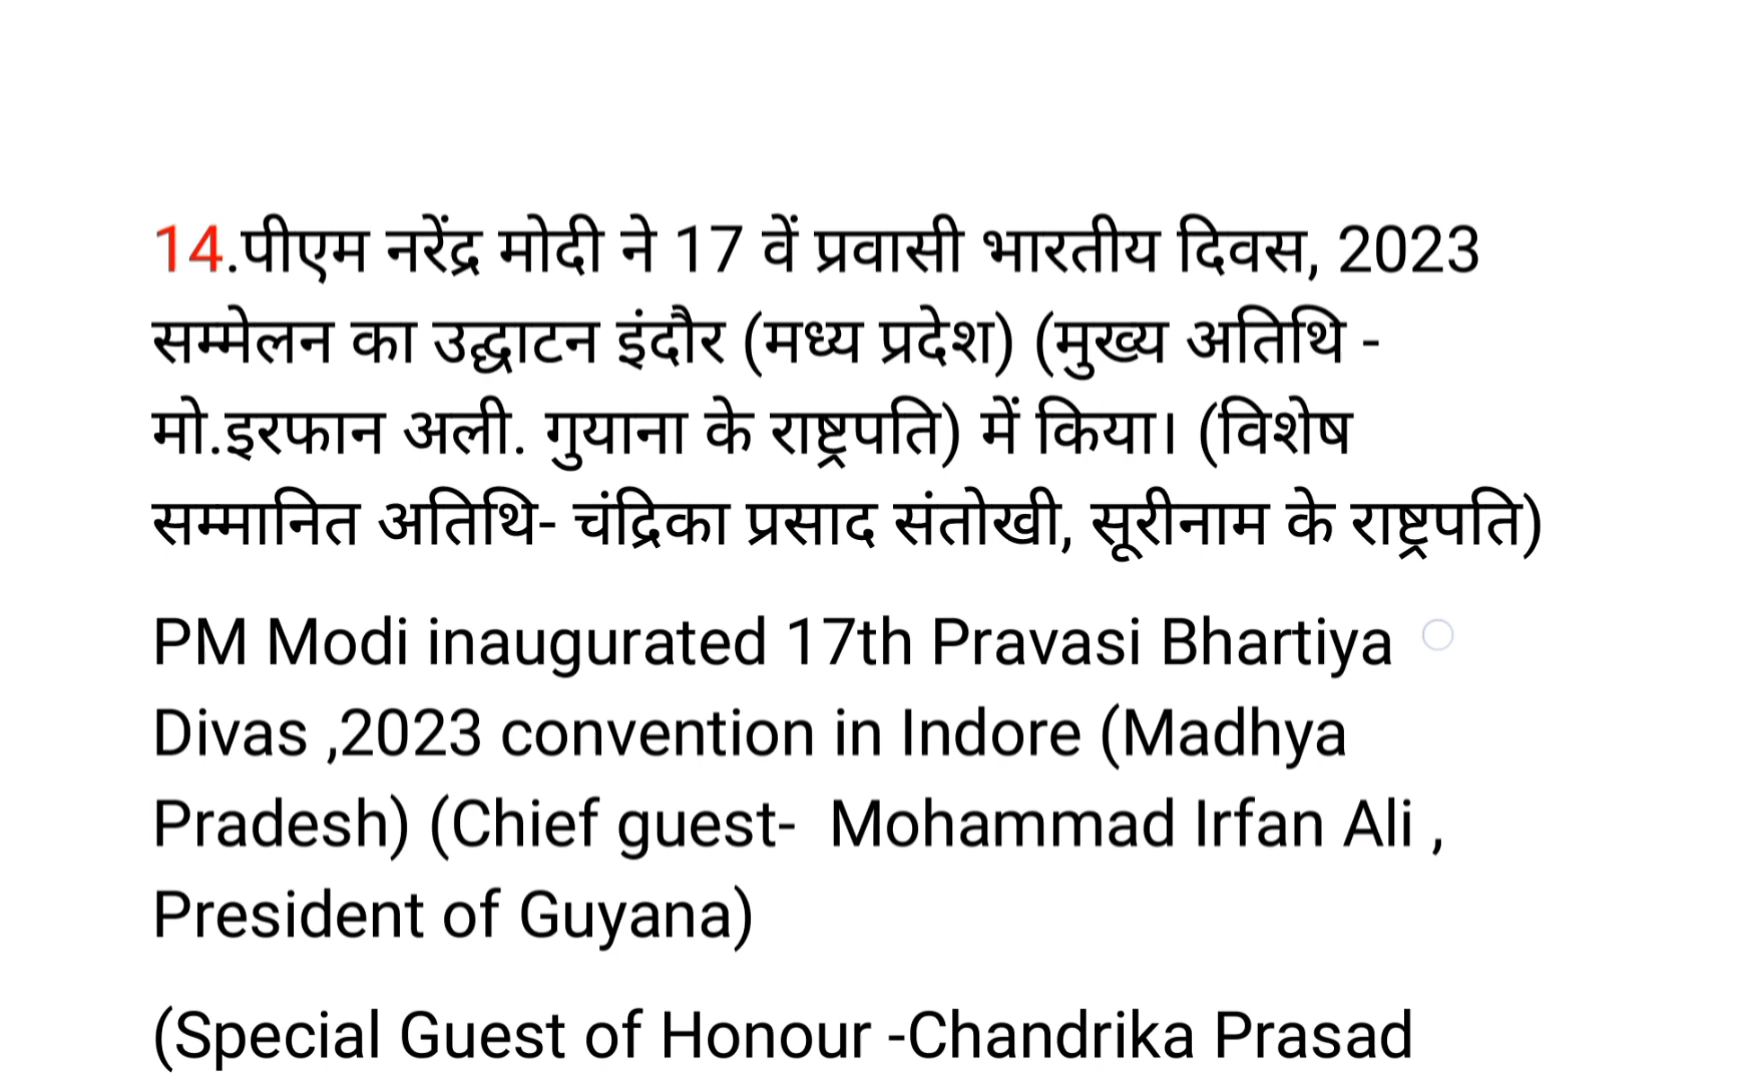 14.पीएम नरेंद्र मोदी ने 17 वें प्रवासी भारतीय दिवस, 2023
सम्मेलन का उद्घाटन इंदौर (मध्य प्रदेश) (मुख्य अतिथि -
मो.इरफान अली. गुयाना के राष्ट्रपति) में किया। (विशेष
सम्मानित अतिथि- चंद्रिका प्रसाद संतोखी, सूरीनाम के राष्ट्रपति)
PM Modi inaugurated 17th Pravasi Bhartiya
Divas ,2023 convention in Indore (Madhya
Pradesh) (Chief guest-  Mohammad Irfan Ali ,
President of Guyana)
(Special Guest of Honour -Chandrika Prasad